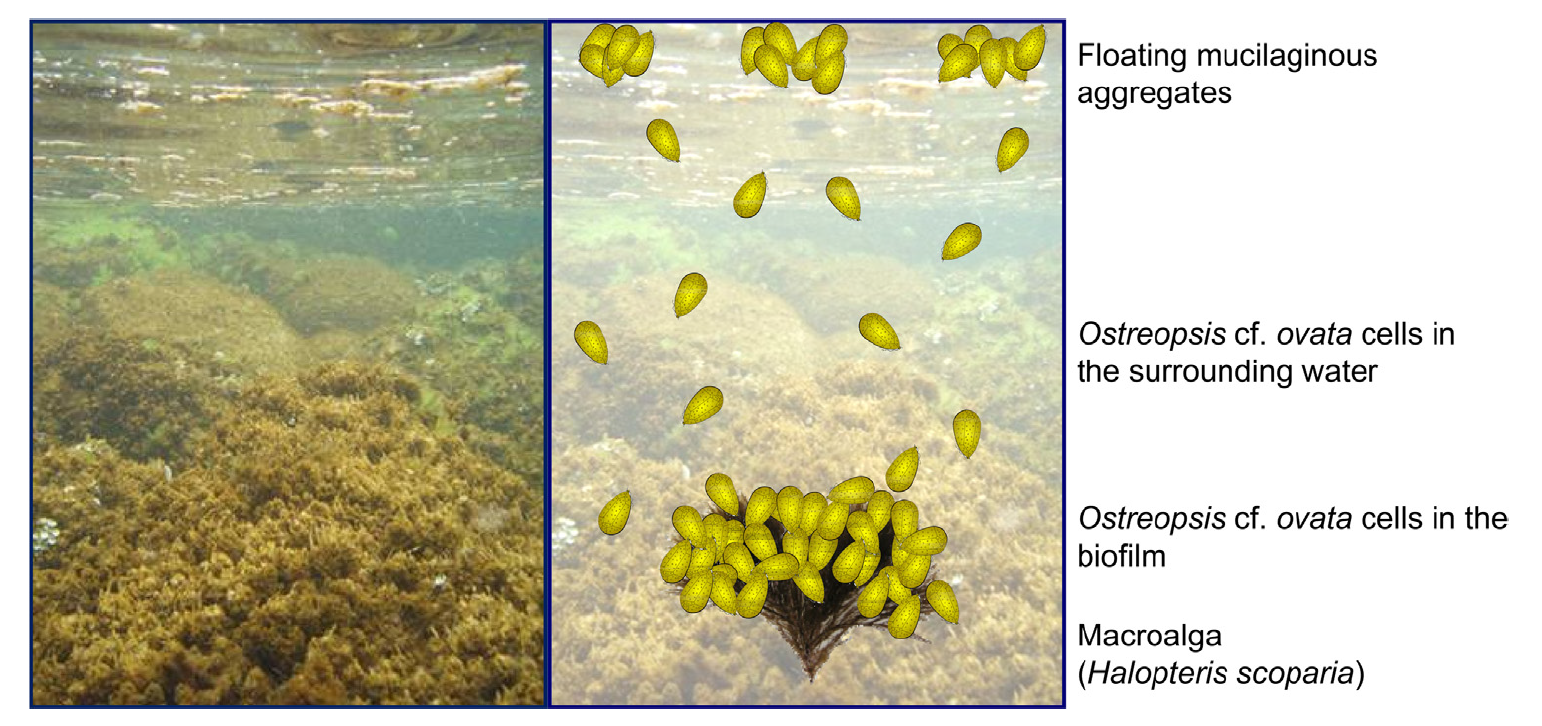 Floating mucilaginous
aggregates
Ostreopsis cf. ovata cells in
the surrounding water
Ostreopsis cf. ovata cells in the
biofilm
Macroalga
(Halopteris scoparia)